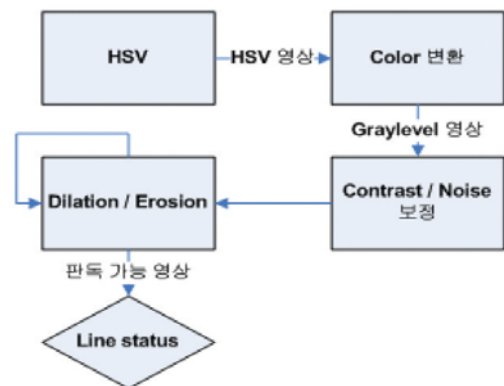 HSV
HSV 영상
Color 변환
Graylevel 영상
Contrast / Noise
보정
Dilation / Erosion
판독 가능 영상
Line status